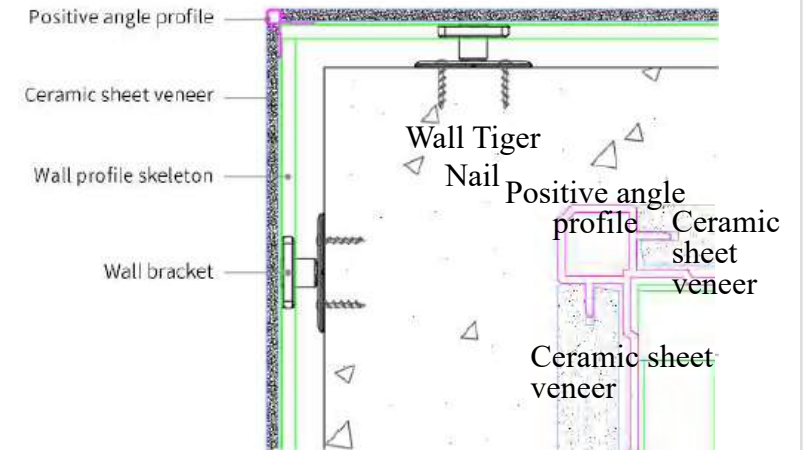 Positive angle profile
Ceramic sheet veneer
Wall profile skeleton
Wall bracket
Wall Tiger
Nail
Positive angle
profile
Ceramic
sheet
veneer
Ceramic sheet
veneer